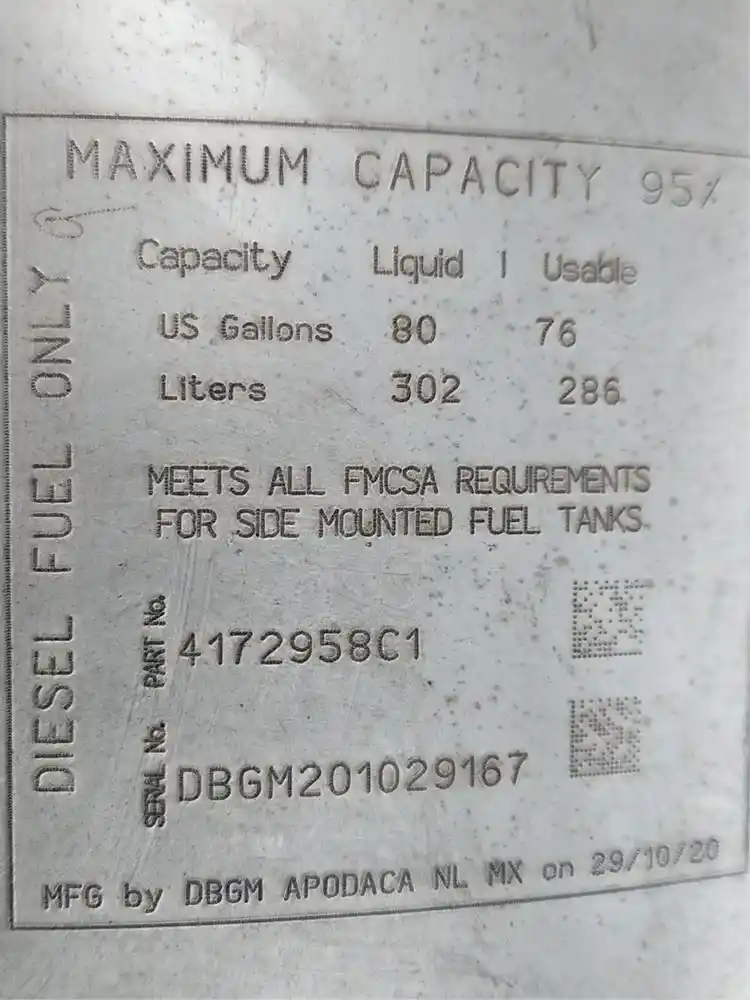 MAXIMUM CAPACITY 95%
Capacity Liquid | Usable
US Gallons 80 76
Liters 302 286
MEETS ALL FMCSA REQUIREMENTS
FOR SIDE MOUNTED FUEL TANKS.
PART No. 4172958C1
SERIAL No. DBGM201029167
MFG by DBGM APODACA NL MX on 29/10/20
DIESEL FUEL ONLY